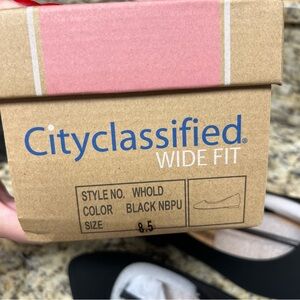 Cityclassified®
WIDE FIT
STYLE NO. WHOLD
COLOR BLACK NBPU
SIZE 8.5